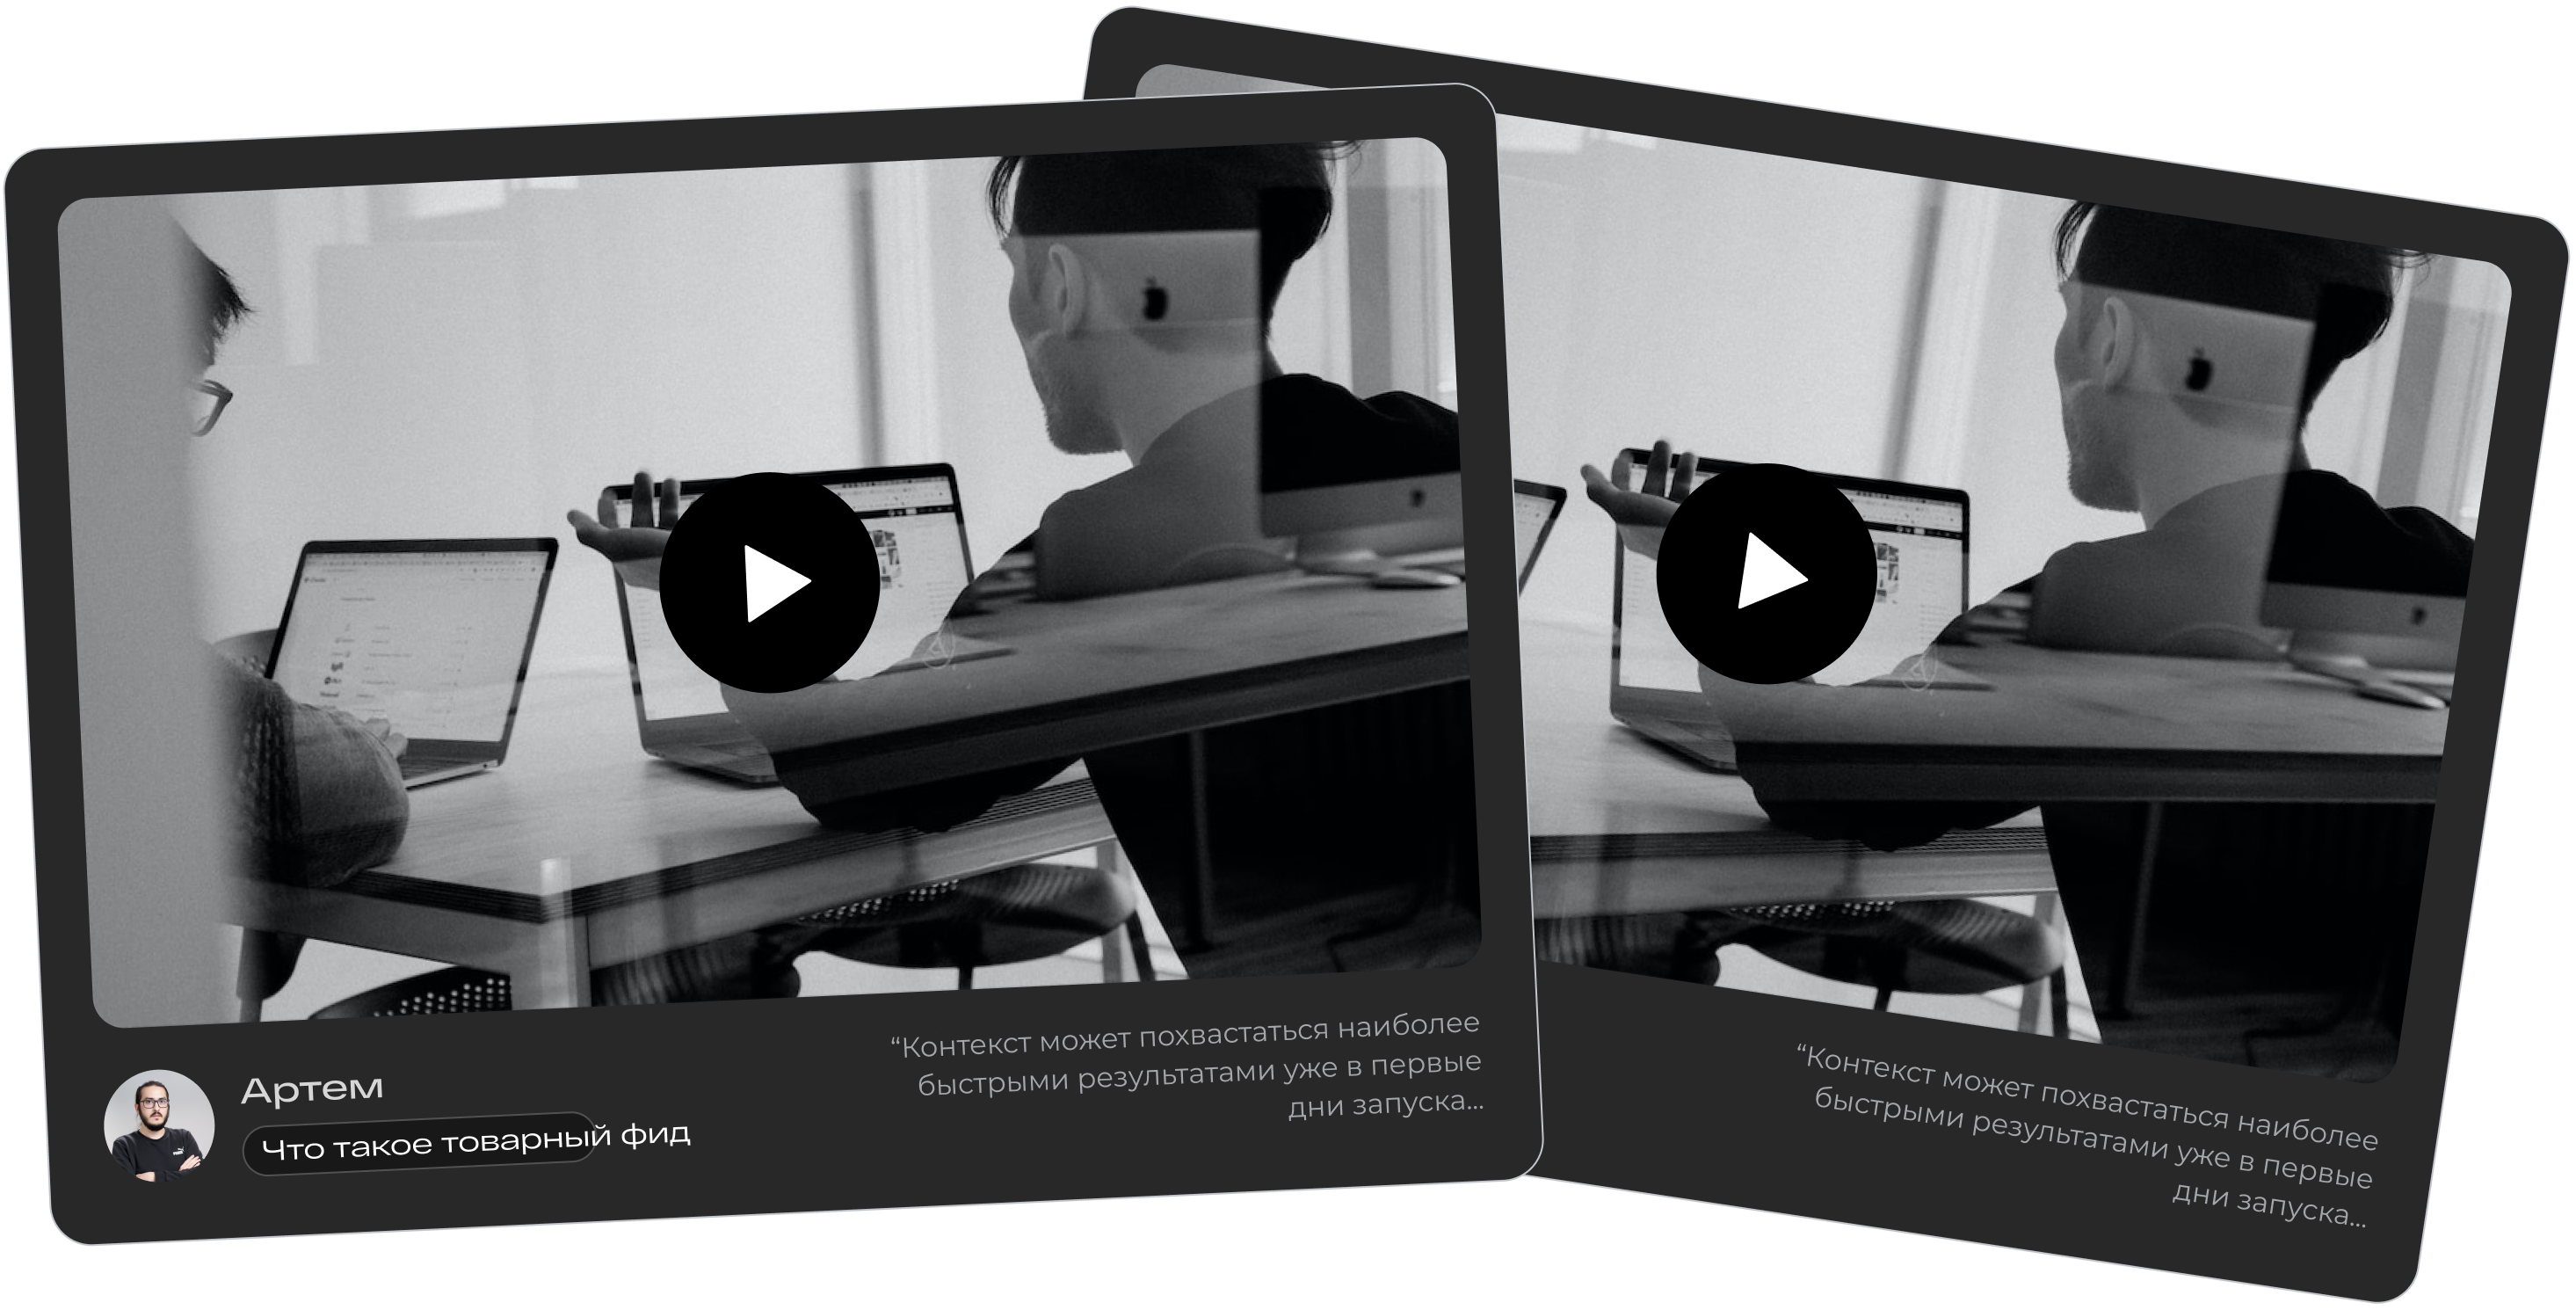 Артем
Что такое товарный фид
“Контекст может похвастаться наиболее
быстрыми результатами уже в первые
дни запуска...
“Контекст может похвастаться наиболее
быстрыми результатами уже в первые
дни запуска...